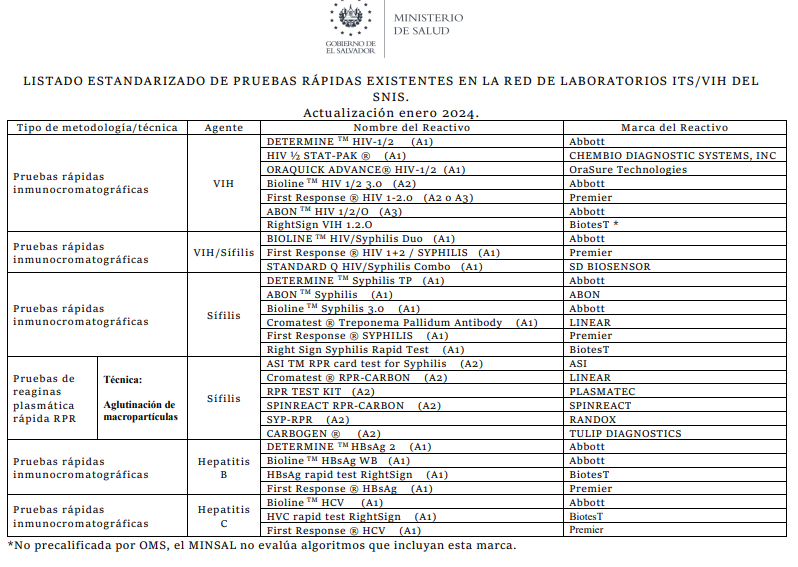 GOBIERNO DE
EL SALVADOR
MINISTERIO
DE SALUD
LISTADO ESTANDARIZADO DE PRUEBAS RÁPIDAS EXISTENTES EN LA RED DE LABORATORIOS ITS/VIH DEL
SNIS.
Actualización enero 2024.
Tipo de metodología/técnica Agente Nombre del Reactivo Marca del Reactivo
Pruebas rápidas
inmunocromatográficas
VIH
DETERMINE ™ HIV-1/2 (A1) Abbott
HIV ½ STAT-PAK ® (A1) CHEMBIO DIAGNOSTIC SYSTEMS, INC
ORAQUICK ADVANCE® HIV-1/2 (A1) OraSure Technologies
Bioline ™ HIV 1/2 3.0 (A2) Abbott
First Response ® HIV 1-2.0 (A2 o A3) Premier
ABON ™ HIV 1/2/O (A3) Abbott
RightSign VIH 1.2.O BiotesT *
Pruebas rápidas
inmunocromatográficas
VIH/Sífilis
BIOLINE ™ HIV/Syphilis Duo (A1) Abbott
First Response ® HIV 1+2 / SYPHILIS (A1) Premier
STANDARD Q HIV/Syphilis Combo (A1) SD BIOSENSOR
Pruebas rápidas
inmunocromatográficas
Sífilis
DETERMINE ™ Syphilis TP (A1) Abbott
ABON ™ Syphilis (A1) ABON
Bioline ™ Syphilis 3.0 (A1) Abbott
Cromatest ® Treponema Pallidum Antibody (A1) LINEAR
First Response ® SYPHILIS (A1) Premier
Right Sign Syphilis Rapid Test (A1) BiotesT
Pruebas de
reaginas
plasmática
rápida RPR
Técnica:
Aglutinación de
macropartículas
Sífilis
ASI TM RPR card test for Syphilis (A2) ASI
Cromatest ® RPR-CARBON (A2) LINEAR
RPR TEST KIT (A2) PLASMATEC
SPINREACT RPR-CARBON (A2) SPINREACT
SYP-RPR (A2) RANDOX
CARBOGEN ® (A2) TULIP DIAGNOSTICS
Pruebas rápidas
inmunocromatográficas
Hepatitis
B
DETERMINE ™ HBsAg 2 (A1) Abbott
Bioline ™ HBsAg WB (A1) Abbott
HBsAg rapid test RightSign (A1) BiotesT
First Response ® HBsAg (A1) Premier
Pruebas rápidas
inmunocromatográficas
Hepatitis
C
Bioline ™ HCV (A1) Abbott
HVC rapid test RightSign (A1) BiotesT
First Response ® HCV (A1) Premier
*No precalificada por OMS, el MINSAL no evalúa algoritmos que incluyan esta marca.